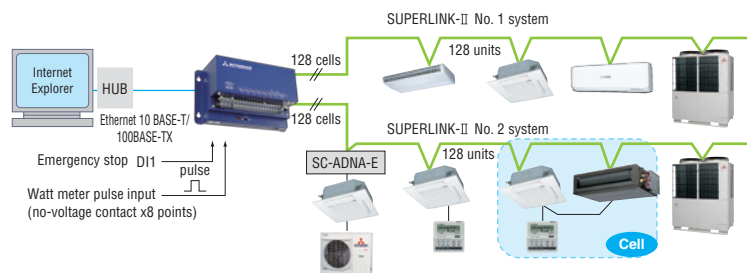 SUPERLINK-Ⅱ No. 1 system
128 cells
128 units
Internet
Explorer
HUB
Ethernet 10 BASE-T/
100BASE-TX
128 cells
SUPERLINK-Ⅱ No. 2 system
Emergency stop DI1
pulse
SC-ADNA-E
128 units
Watt meter pulse input
(no-voltage contact x8 points)
Cell